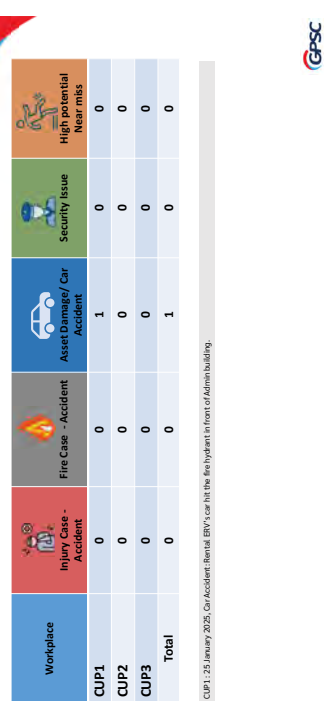 GPSC
Workplace
Injury Case -
Accident
Fire Case - Accident
Asset Damage/ Car
Accident
Security Issue
High potential
Near miss
CUP1 0 0 1 0 0
CUP2 0 0 0 0 0
CUP3 0 0 0 0 0
Total 0 0 1 0 0
CUP1 : 25 January 2025, Car Accident: Rental ERV's car hit the fire hydrant in front of Admin building.